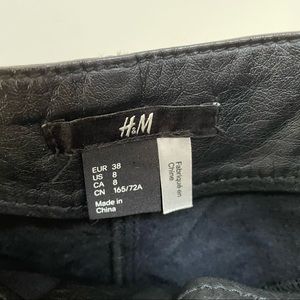 H&M
EUR 38
US 8
CA 8
CN 165/72A
Made in
China
Fabriqué en
Chine